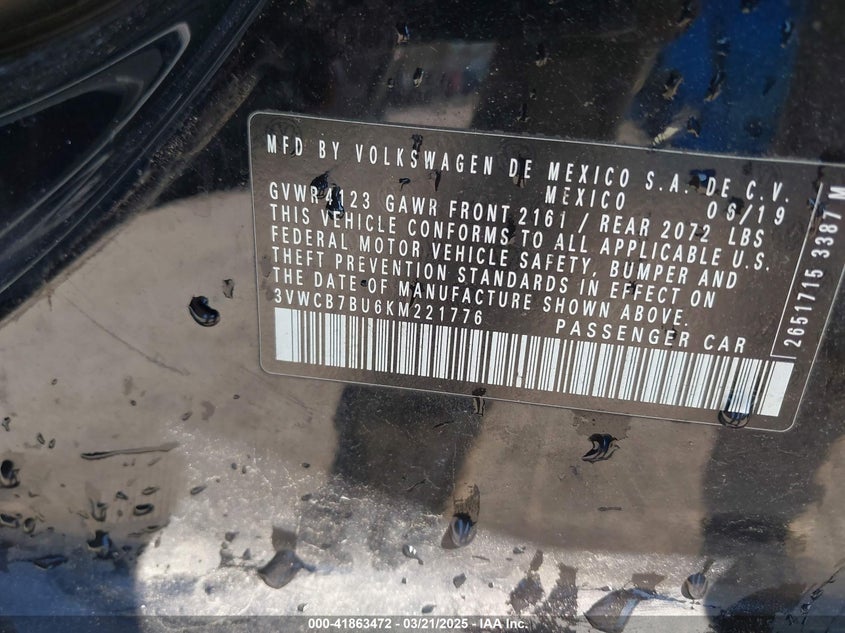 MFD BY VOLKSWAGEN DE MEXICO S.A. DE C.V.
MEXICO 06/19
GVWR 4123 GAWR FRONT 2161 / REAR 2072 LBS
THIS VEHICLE CONFORMS TO ALL APPLICABLE U.S.
FEDERAL MOTOR VEHICLE SAFETY, BUMPER AND
THEFT PREVENTION STANDARDS IN EFFECT ON
THE DATE OF MANUFACTURE SHOWN ABOVE.
3VWCB7BU6KM221776 PASSENGER CAR
2651715 3387 M
000-41863472 - 03/21/2025 - IAA Inc.